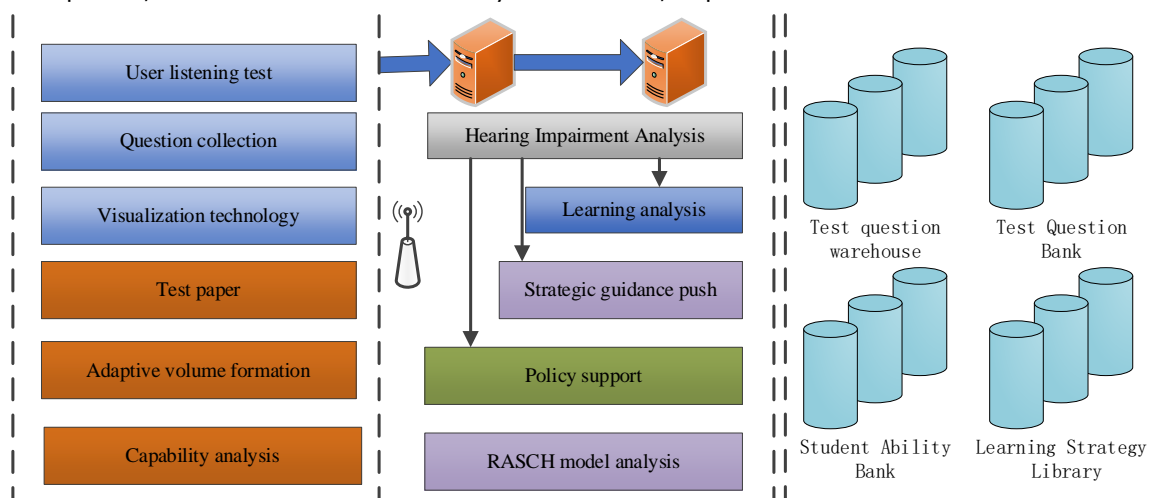 User listening test
Question collection
Visualization technology
Test paper
Adaptive volume formation
Capability analysis
Hearing Impairment Analysis
Learning analysis
Strategic guidance push
Policy support
RASCH model analysis
Test question
warehouse
Test Question
Bank
Student Ability
Bank
Learning Strategy
Library